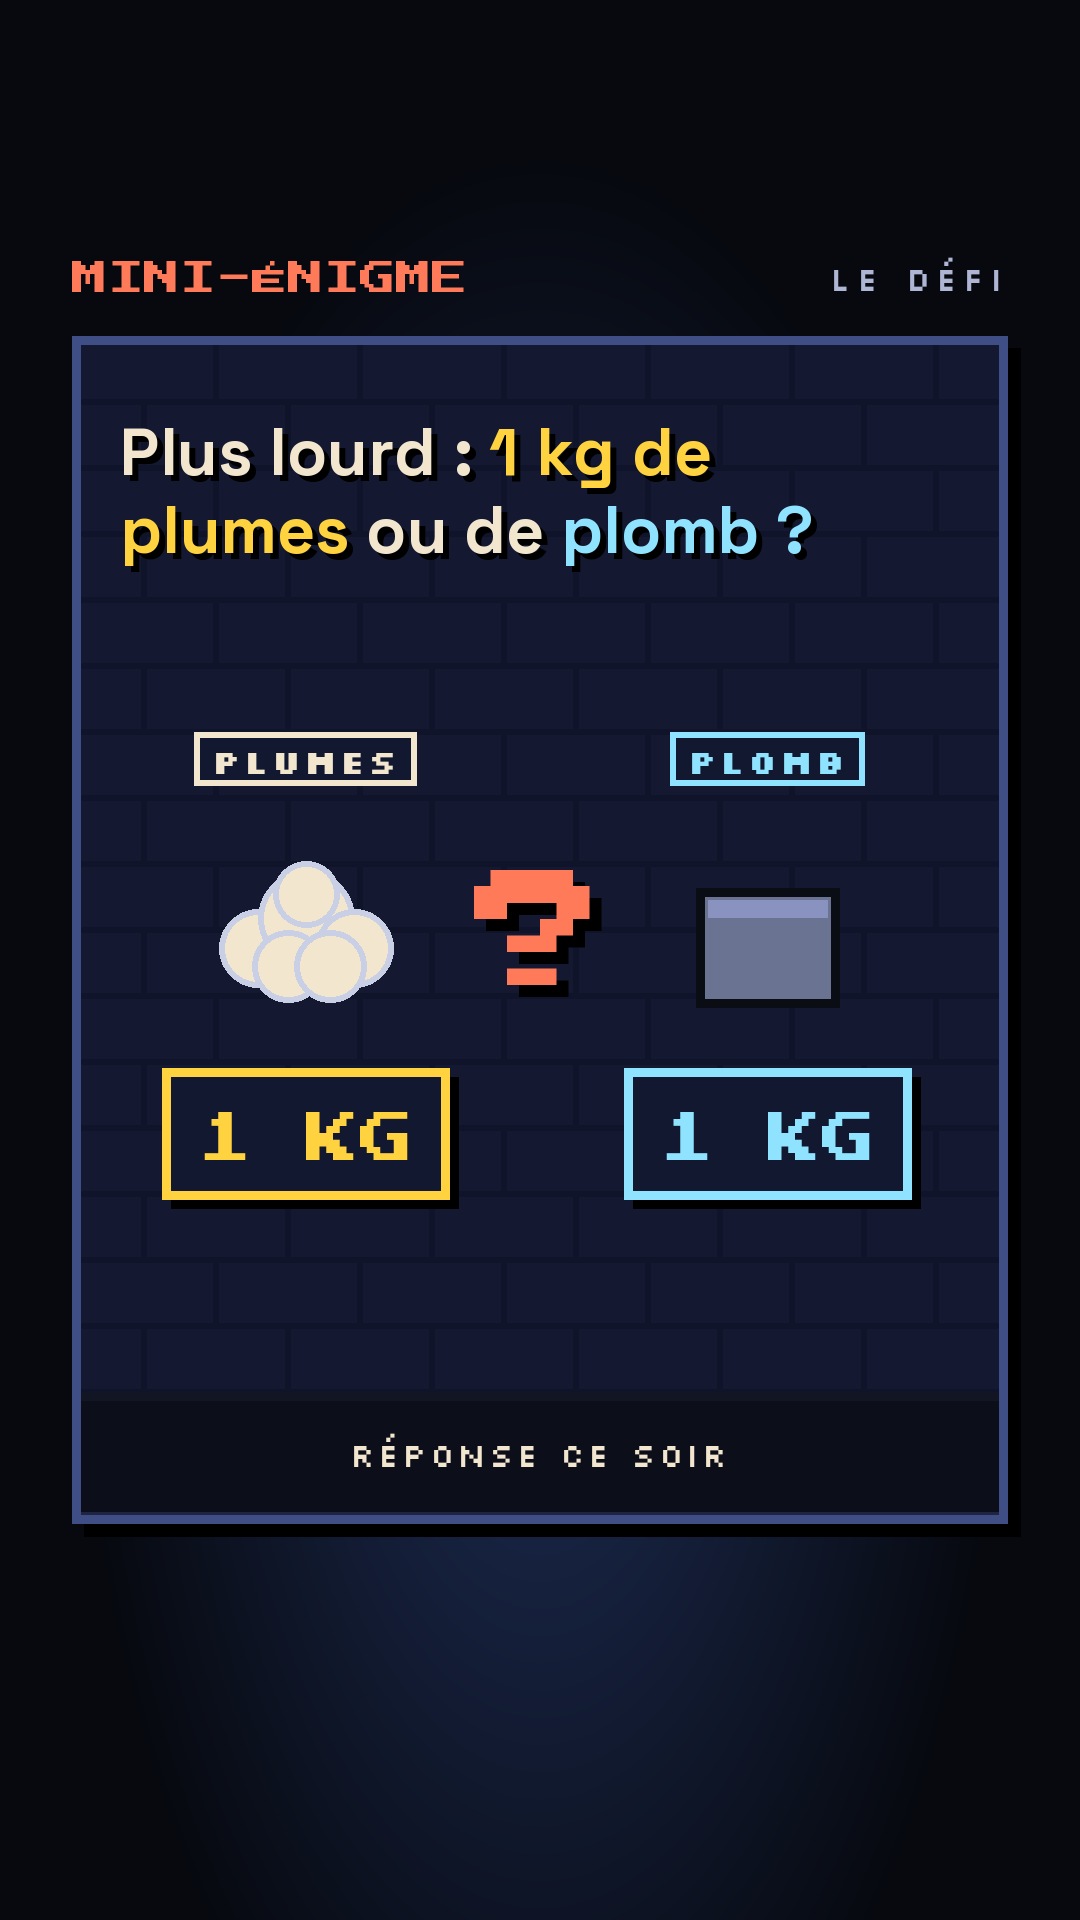 MINI-ÉNIGME
LE DÉFI
Plus lourd : 1 kg de
plumes ou de plomb ?
PLUMES
PLOMB
?
1 KG
1 KG
RÉPONSE CE SOIR